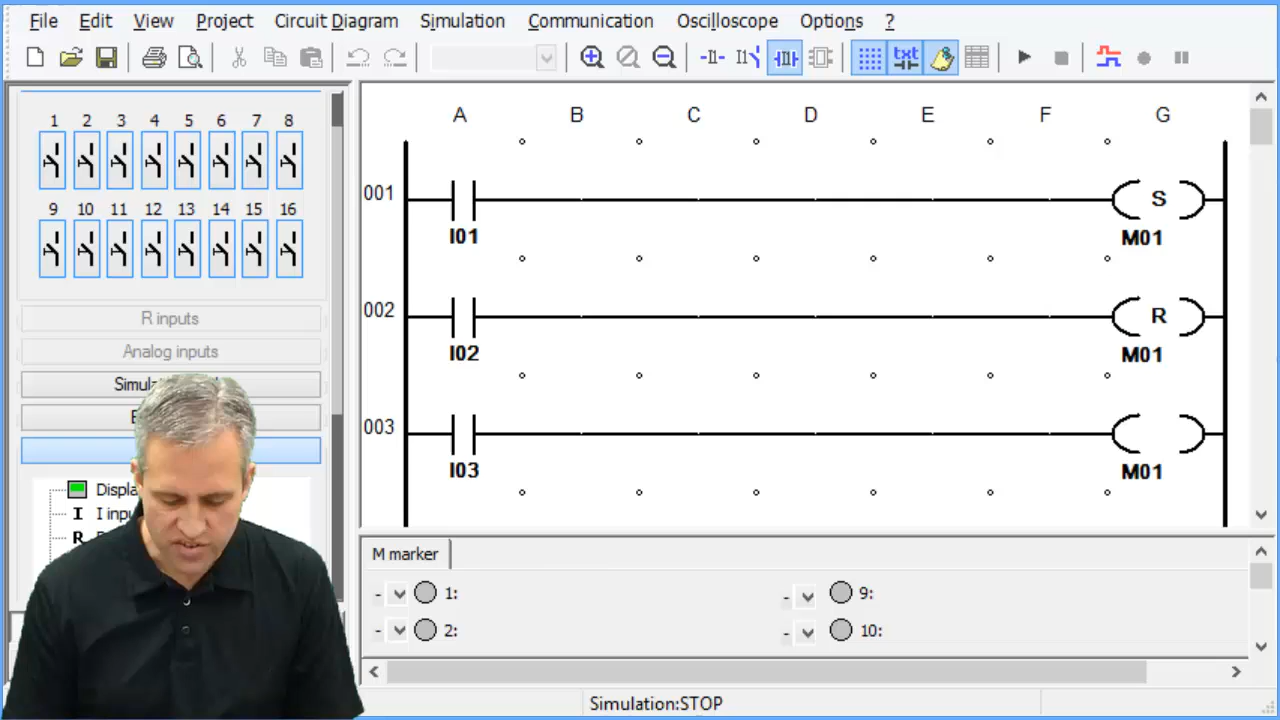 File Edit View Project Circuit Diagram Simulation Communication Oscilloscope Options ?
txt
1 2 3 4 5 6 7 8
9 10 11 12 13 14 15 16
R inputs
Analog inputs
I I
R
A B C D E F G
001 S
I01 M01
002 R
I02 M01
003
I03 M01
M marker
- 1: - 9:
- 2: - 10:
Simulation:STOP